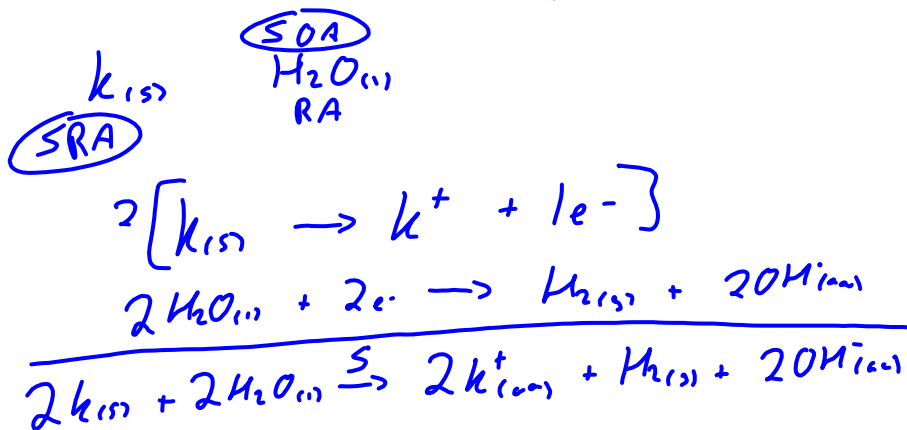 SOA
k(s) H2O(l)
SRA RA
2[k(s) → k+ + 1e-]
2H2O(l) + 2e- → H2(g) + 2OH-(aq)
2k(s) + 2H2O(l) S→ 2k+(aq) + H2(g) + 2OH-(aq)